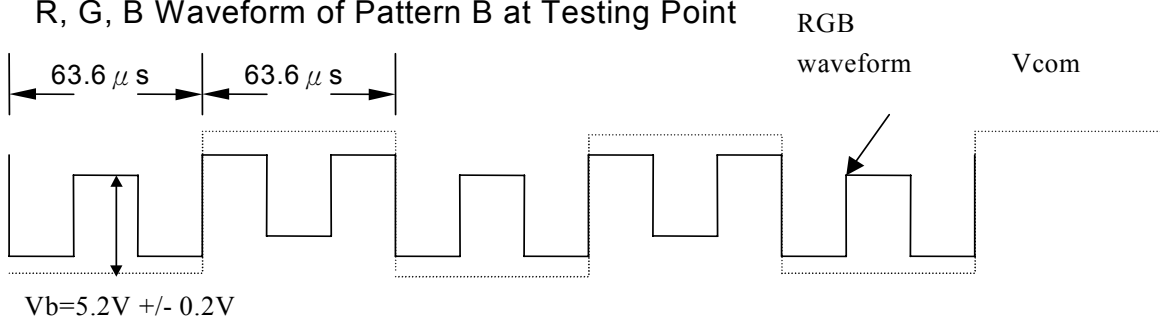 R, G, B Waveform of Pattern B at Testing Point
RGB
waveform
Vcom
63.6 μ s
63.6 μ s
Vb=5.2V +/- 0.2V